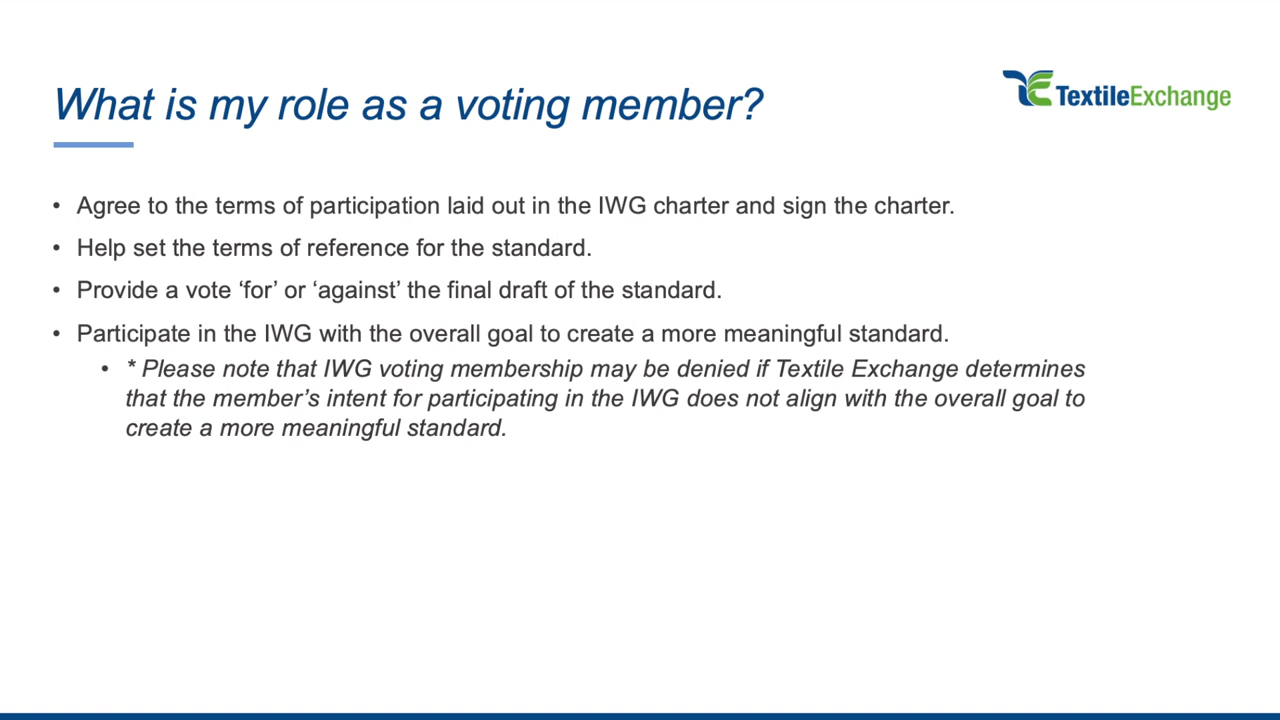 What is my role as a voting member?
TextileExchange
• Agree to the terms of participation laid out in the IWG charter and sign the charter.
• Help set the terms of reference for the standard.
• Provide a vote ‘for’ or ‘against’ the final draft of the standard.
• Participate in the IWG with the overall goal to create a more meaningful standard.
• * Please note that IWG voting membership may be denied if Textile Exchange determines
that the member’s intent for participating in the IWG does not align with the overall goal to
create a more meaningful standard.